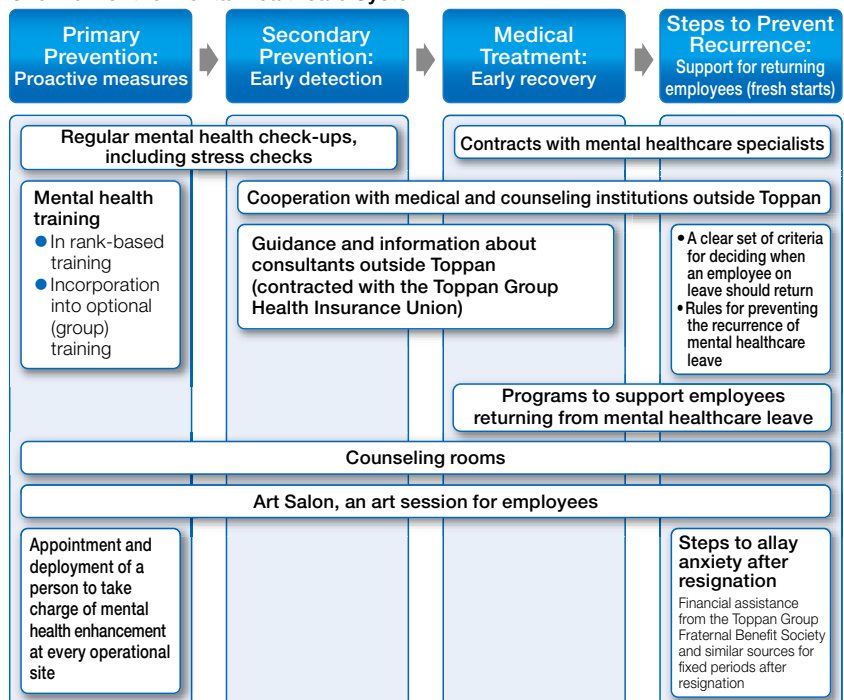 Primary
Prevention:
Proactive measures
Secondary
Prevention:
Early detection
Medical
Treatment:
Early recovery
Steps to Prevent
Recurrence:
Support for returning
employees (fresh starts)
Regular mental health check-ups,
including stress checks
Contracts with mental healthcare specialists
Mental health
training
● In rank-based
training
● Incorporation
into optional
(group)
training
Cooperation with medical and counseling institutions outside Toppan
Guidance and information about
consultants outside Toppan
(contracted with the Toppan Group
Health Insurance Union)
• A clear set of criteria
for deciding when
an employee on
leave should return
• Rules for preventing
the recurrence of
mental healthcare
leave
Programs to support employees
returning from mental healthcare leave
Counseling rooms
Art Salon, an art session for employees
Appointment and
deployment of a
person to take
charge of mental
health enhancement
at every operational
site
Steps to allay
anxiety after
resignation
Financial assistance
from the Toppan Group
Fraternal Benefit Society
and similar sources for
fixed periods after
resignation